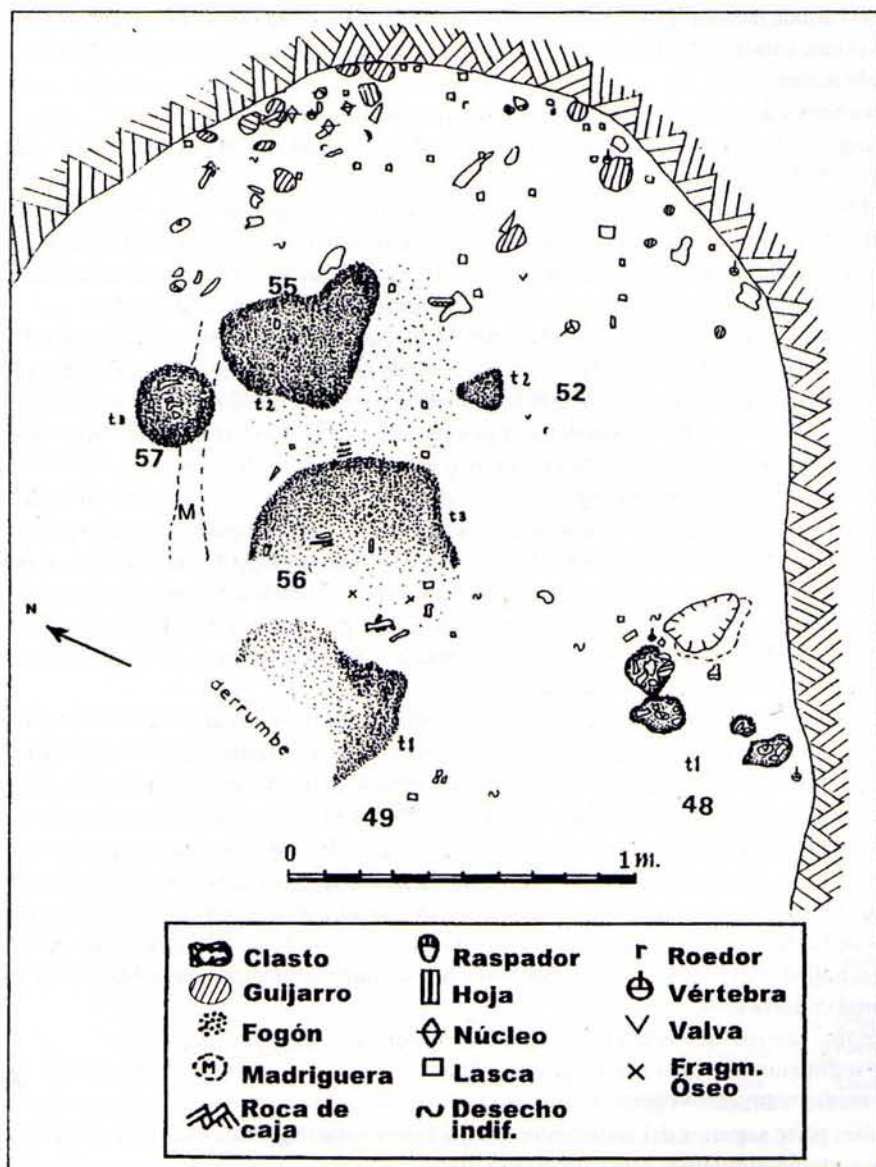 r
55
t2
52
t2
r
t3
57
M
t3
56
N
derrumbe
t1
t1
49
48
0 1 m.
Clasto Raspador r Roedor
Guijarro Hoja Vértebra
Fogón Núcleo Valva
M Madriguera Lasca Fragm. Óseo
Roca de caja Desecho indif.